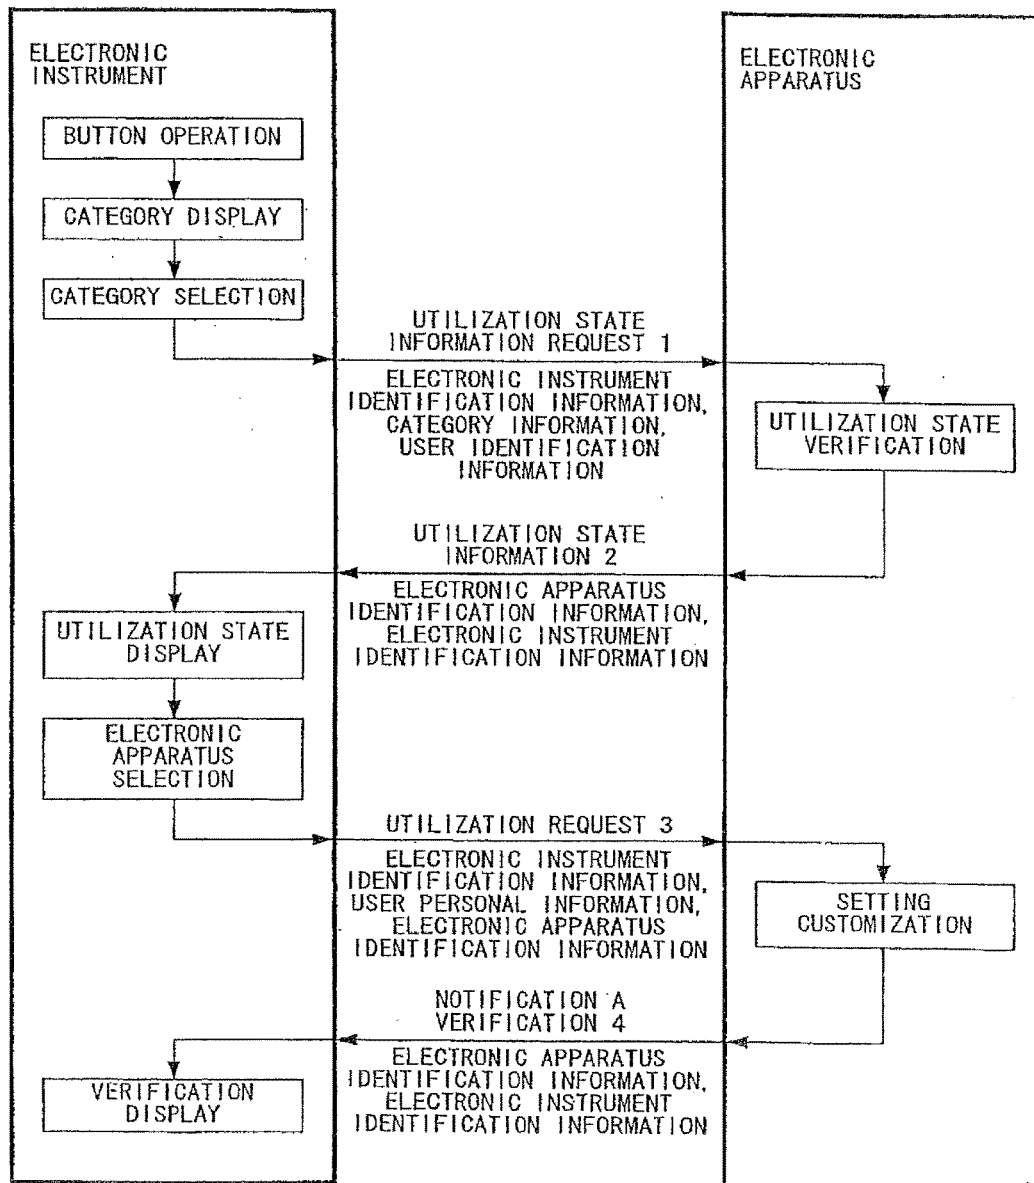 ELECTRONIC
INSTRUMENT
ELECTRONIC
APPARATUS
BUTTON OPERATION
CATEGORY DISPLAY
CATEGORY SELECTION
UTILIZATION STATE
INFORMATION REQUEST 1
ELECTRONIC INSTRUMENT
IDENTIFICATION INFORMATION,
CATEGORY INFORMATION,
USER IDENTIFICATION
INFORMATION
UTILIZATION STATE
VERIFICATION
UTILIZATION STATE
INFORMATION 2
ELECTRONIC APPARATUS
IDENTIFICATION INFORMATION,
ELECTRONIC INSTRUMENT
IDENTIFICATION INFORMATION
UTILIZATION STATE
DISPLAY
ELECTRONIC
APPARATUS
SELECTION
UTILIZATION REQUEST 3
ELECTRONIC INSTRUMENT
IDENTIFICATION INFORMATION,
USER PERSONAL INFORMATION,
ELECTRONIC APPARATUS
IDENTIFICATION INFORMATION
SETTING
CUSTOMIZATION
NOTIFICATION A
VERIFICATION 4
ELECTRONIC APPARATUS
IDENTIFICATION INFORMATION,
ELECTRONIC INSTRUMENT
IDENTIFICATION INFORMATION
VERIFICATION
DISPLAY